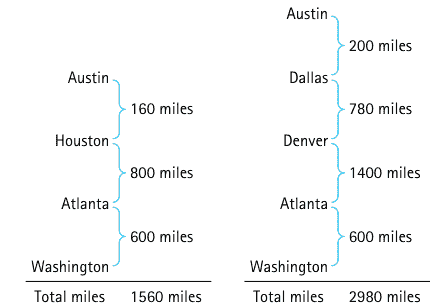 Austin
160 miles
Houston
800 miles
Atlanta
600 miles
Washington
Total miles 1560 miles
Austin
200 miles
Dallas
780 miles
Denver
1400 miles
Atlanta
600 miles
Washington
Total miles 2980 miles